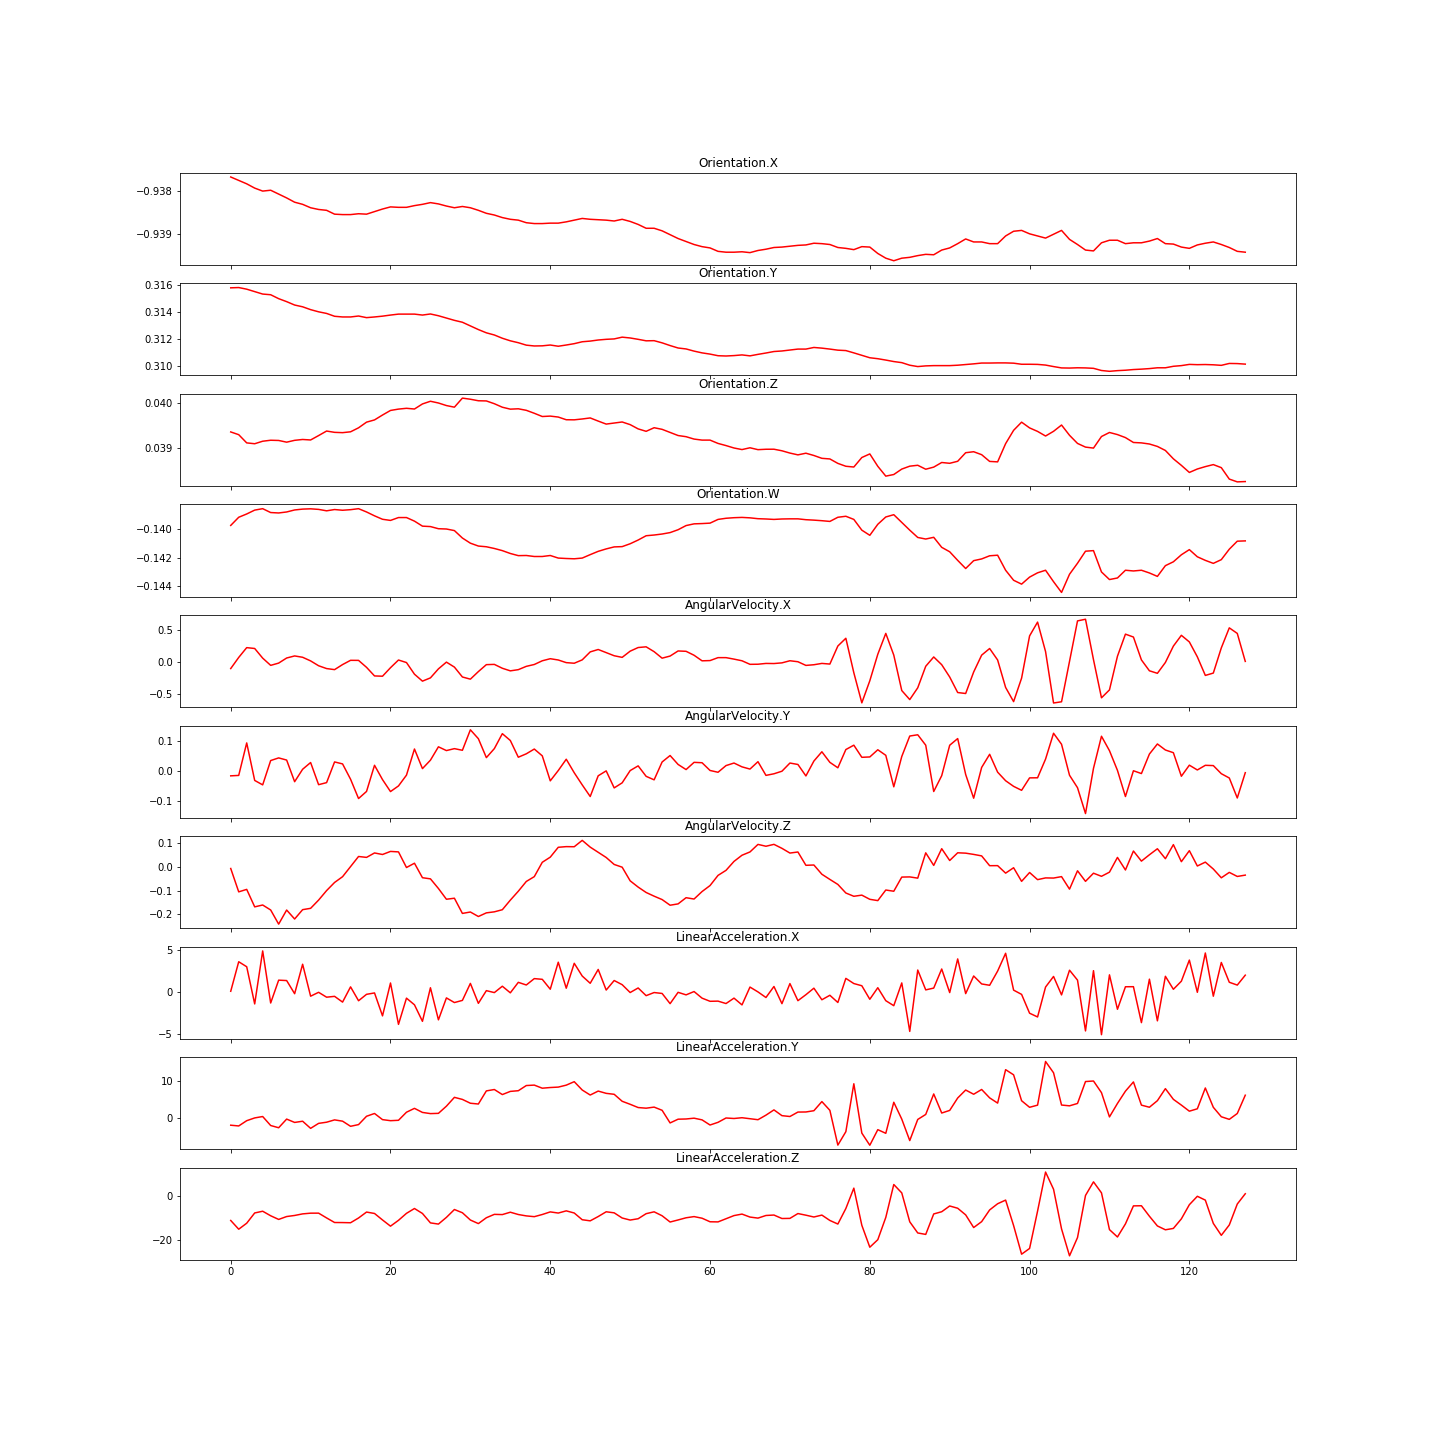 Orientation.X
−0.938
−0.939
Orientation.Y
0.316
0.314
0.312
0.310
Orientation.Z
0.040
0.039
Orientation.W
−0.140
−0.142
−0.144
AngularVelocity.X
0.5
0.0
−0.5
AngularVelocity.Y
0.1
0.0
−0.1
AngularVelocity.Z
0.1
0.0
−0.1
−0.2
LinearAcceleration.X
5
0
−5
LinearAcceleration.Y
10
0
LinearAcceleration.Z
0
−20
0 20 40 60 80 100 120